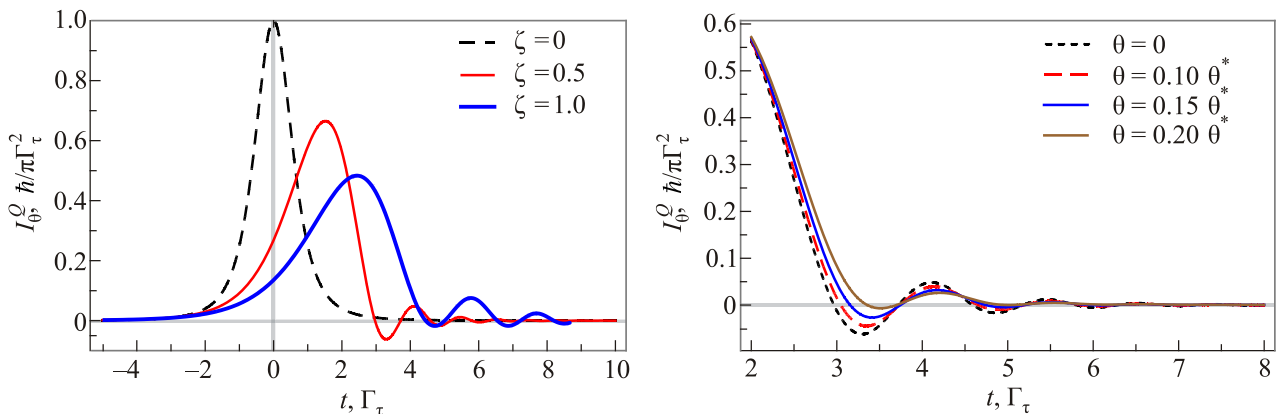 1.0
0.8
0.6
0.4
0.2
0
I_θ^Q, ħ/πΓ_τ^2
ζ = 0
ζ = 0.5
ζ = 1.0
–4 –2 0 2 4 6 8 10
t, Γ_τ
0.6
0.5
0.4
0.3
0.2
0.1
0
I_θ^Q, ħ/πΓ_τ^2
θ = 0
θ = 0.10 θ*
θ = 0.15 θ*
θ = 0.20 θ*
2 3 4 5 6 7 8
t, Γ_τ